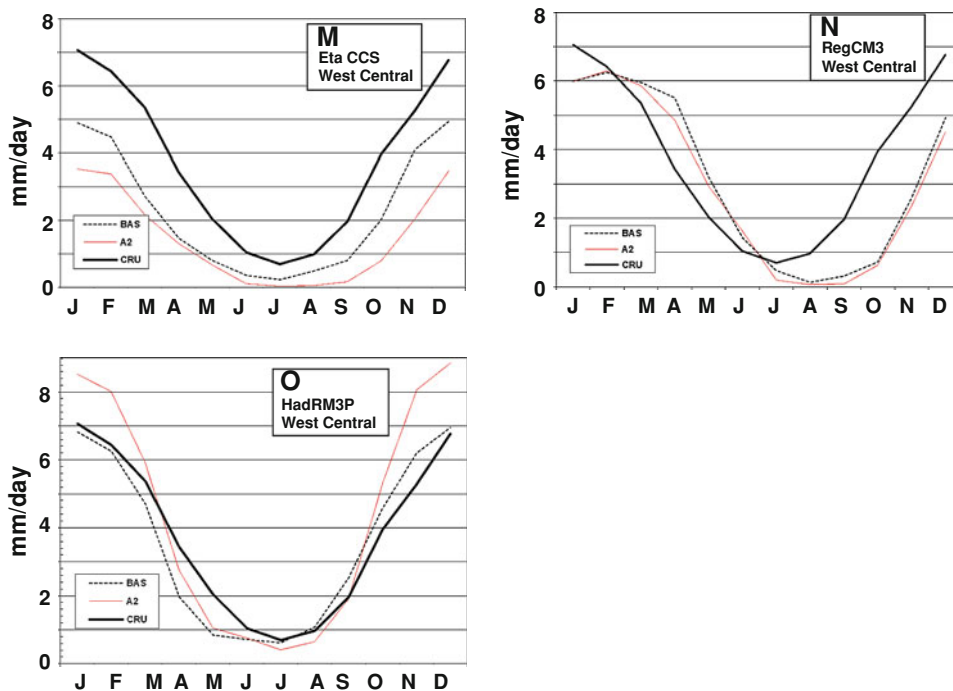 M
Eta CCS
West Central
mm/day
8
6
4
2
0
BAS
A2
CRU
J F M A M J J A S O N D
N
RegCM3
West Central
mm/day
8
6
4
2
0
BAS
A2
CRU
J F M A M J J A S O N D
O
HadRM3P
West Central
mm/day
8
6
4
2
0
BAS
A2
CRU
J F M A M J J A S O N D